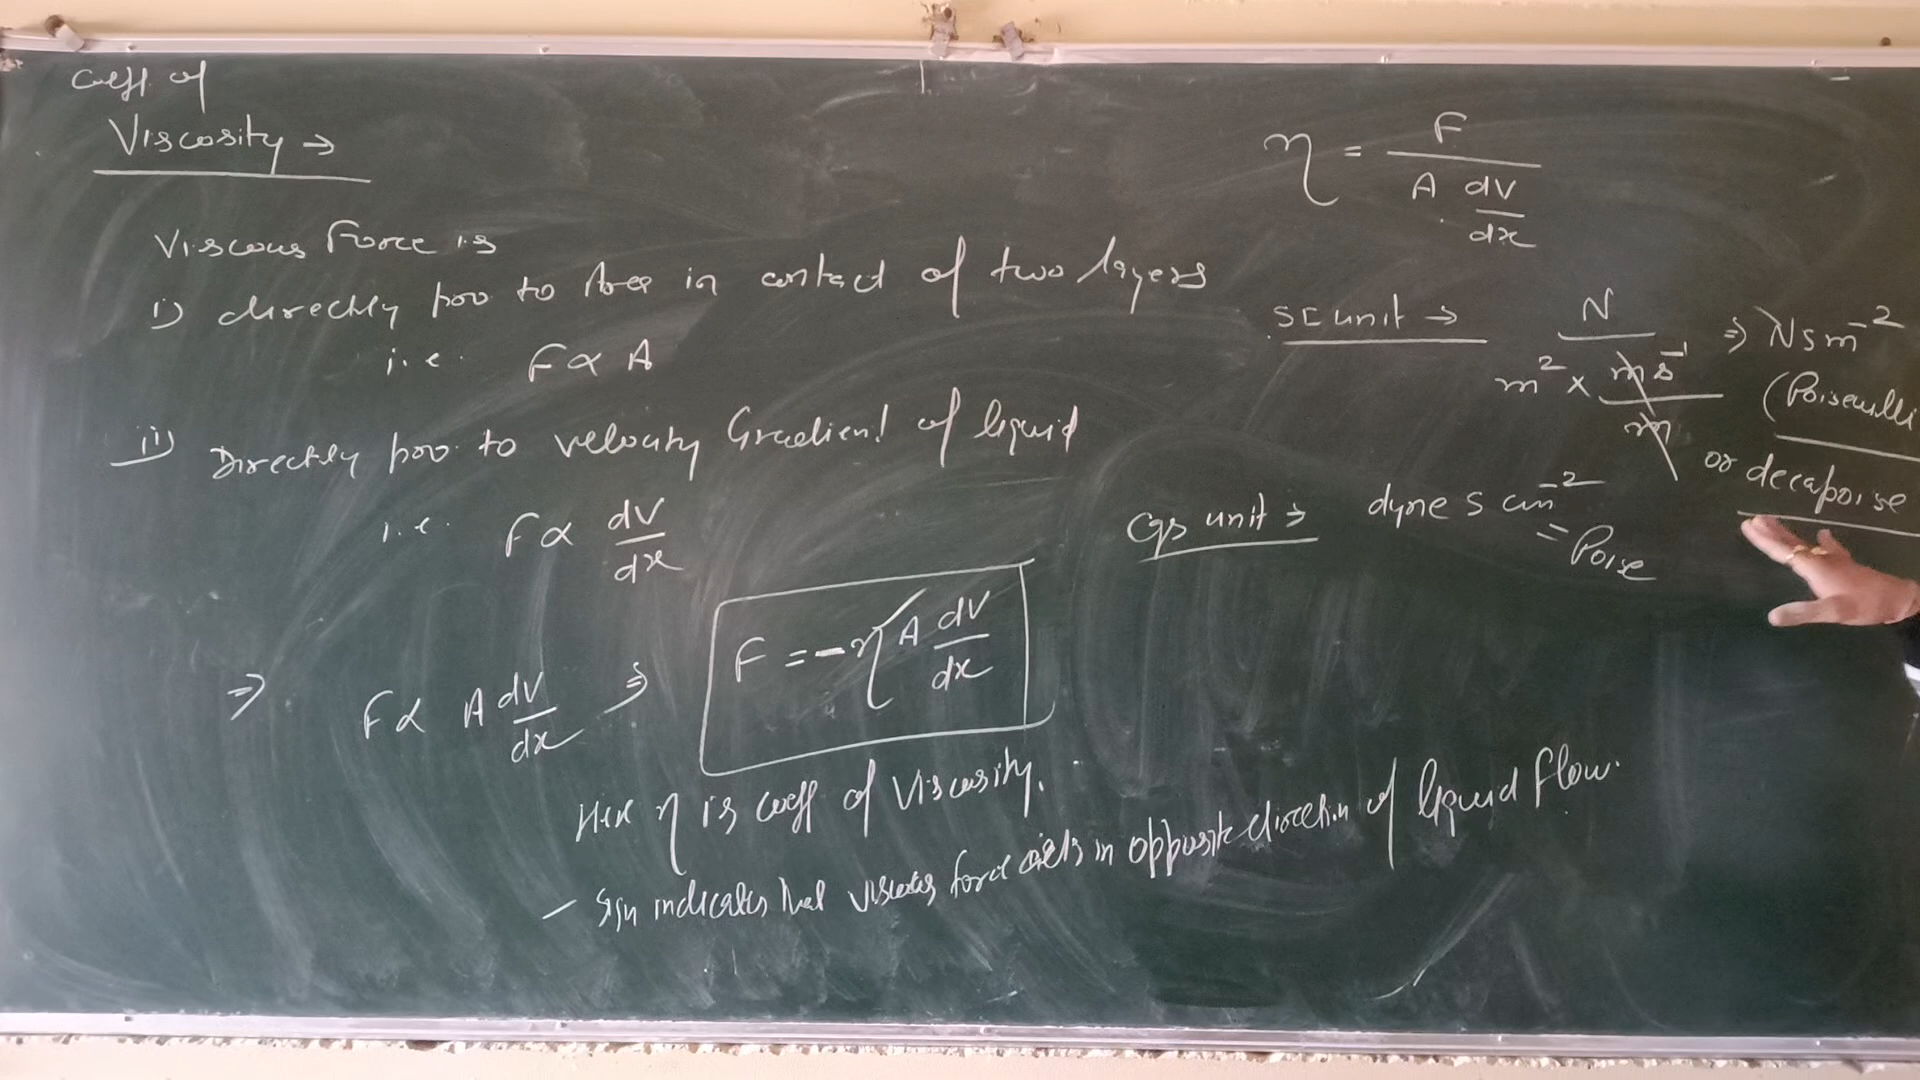 Coeff. of
Viscosity →
Viscous Force is
i) directly pro to Area in contact of two layers
i.e. F ∝ A
ii) Directly pro. to velocity Gradient of liquid
i.e. F ∝ dV/dx
⇒ F ∝ A dV/dx ⇒ F = -η A dV/dx
Here η is coeff of Viscosity.
- Sign indicates that viscous force acts in opposite direction of liquid flow.
η = F / (A dV/dx)
SI unit → N / (m² × m s⁻¹ / m) ⇒ N s m⁻²
(Poiseuilli
or decapoise
Cgs unit ⇒ dyne s cm⁻²
= Poise